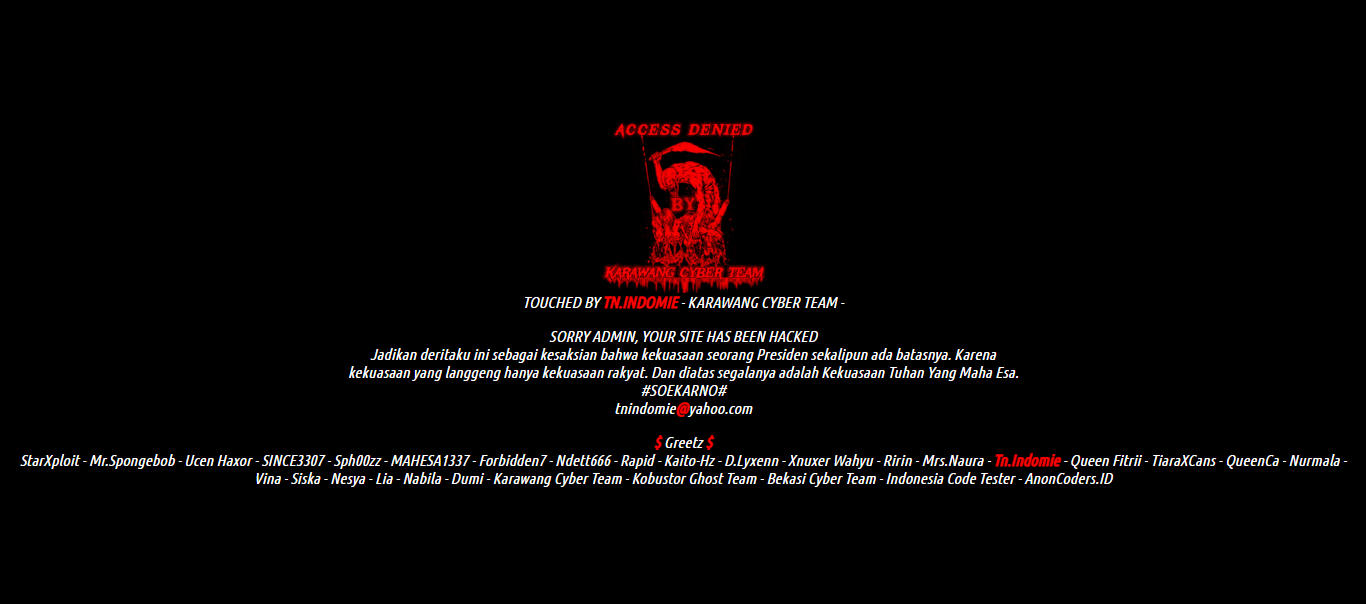 ACCESS DENIED
BY
KARAWANG CYBER TEAM
TOUCHED BY TN.INDOMIE - KARAWANG CYBER TEAM -
SORRY ADMIN, YOUR SITE HAS BEEN HACKED
Jadikan deritaku ini sebagai kesaksian bahwa kekuasaan seorang Presiden sekalipun ada batasnya. Karena
kekuasaan yang langgeng hanya kekuasaan rakyat. Dan diatas segalanya adalah Kekuasaan Tuhan Yang Maha Esa.
#SOEKARNO#
tnindomie@yahoo.com
$ Greetz $
StarXploit - Mr.Spongebob - Ucen Haxor - SINCE3307 - Sph00zz - MAHESA1337 - Forbidden7 - Ndett666 - Rapid - Kaito-Hz - D.Lyxenn - Xnuxer Wahyu - Ririn - Mrs.Naura - Tn.Indomie - Queen Fitrii - TiaraXCans - QueenCa - Nurmala -
Vina - Siska - Nesya - Lia - Nabila - Dumi - Karawang Cyber Team - Kobustor Ghost Team - Bekasi Cyber Team - Indonesia Code Tester - AnonCoders.ID